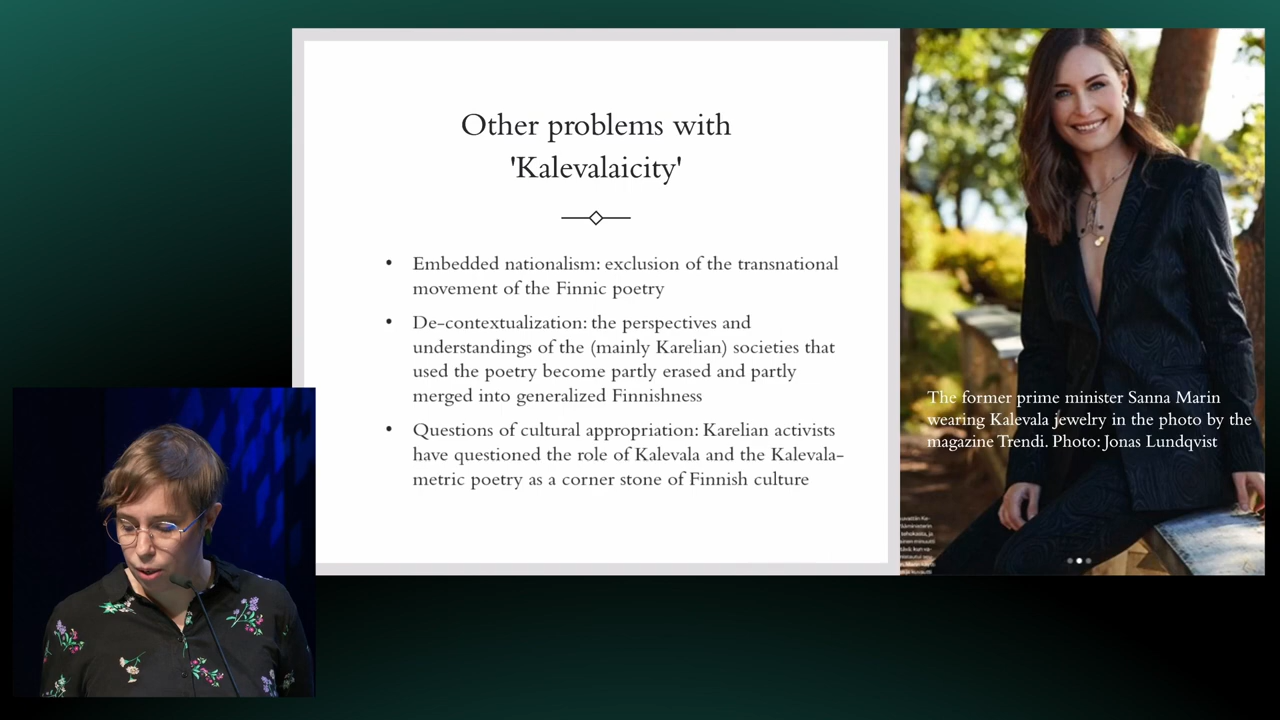 Other problems with
'Kalevalaicity'
• Embedded nationalism: exclusion of the transnational
movement of the Finnic poetry
• De-contextualization: the perspectives and
understandings of the (mainly Karelian) societies that
used the poetry become partly erased and partly
merged into generalized Finnishness
• Questions of cultural appropriation: Karelian activists
have questioned the role of Kalevala and the Kalevala-
metric poetry as a corner stone of Finnish culture
The former prime minister Sanna Marin
wearing Kalevala jewelry in the photo by the
magazine Trendi. Photo: Jonas Lundqvist